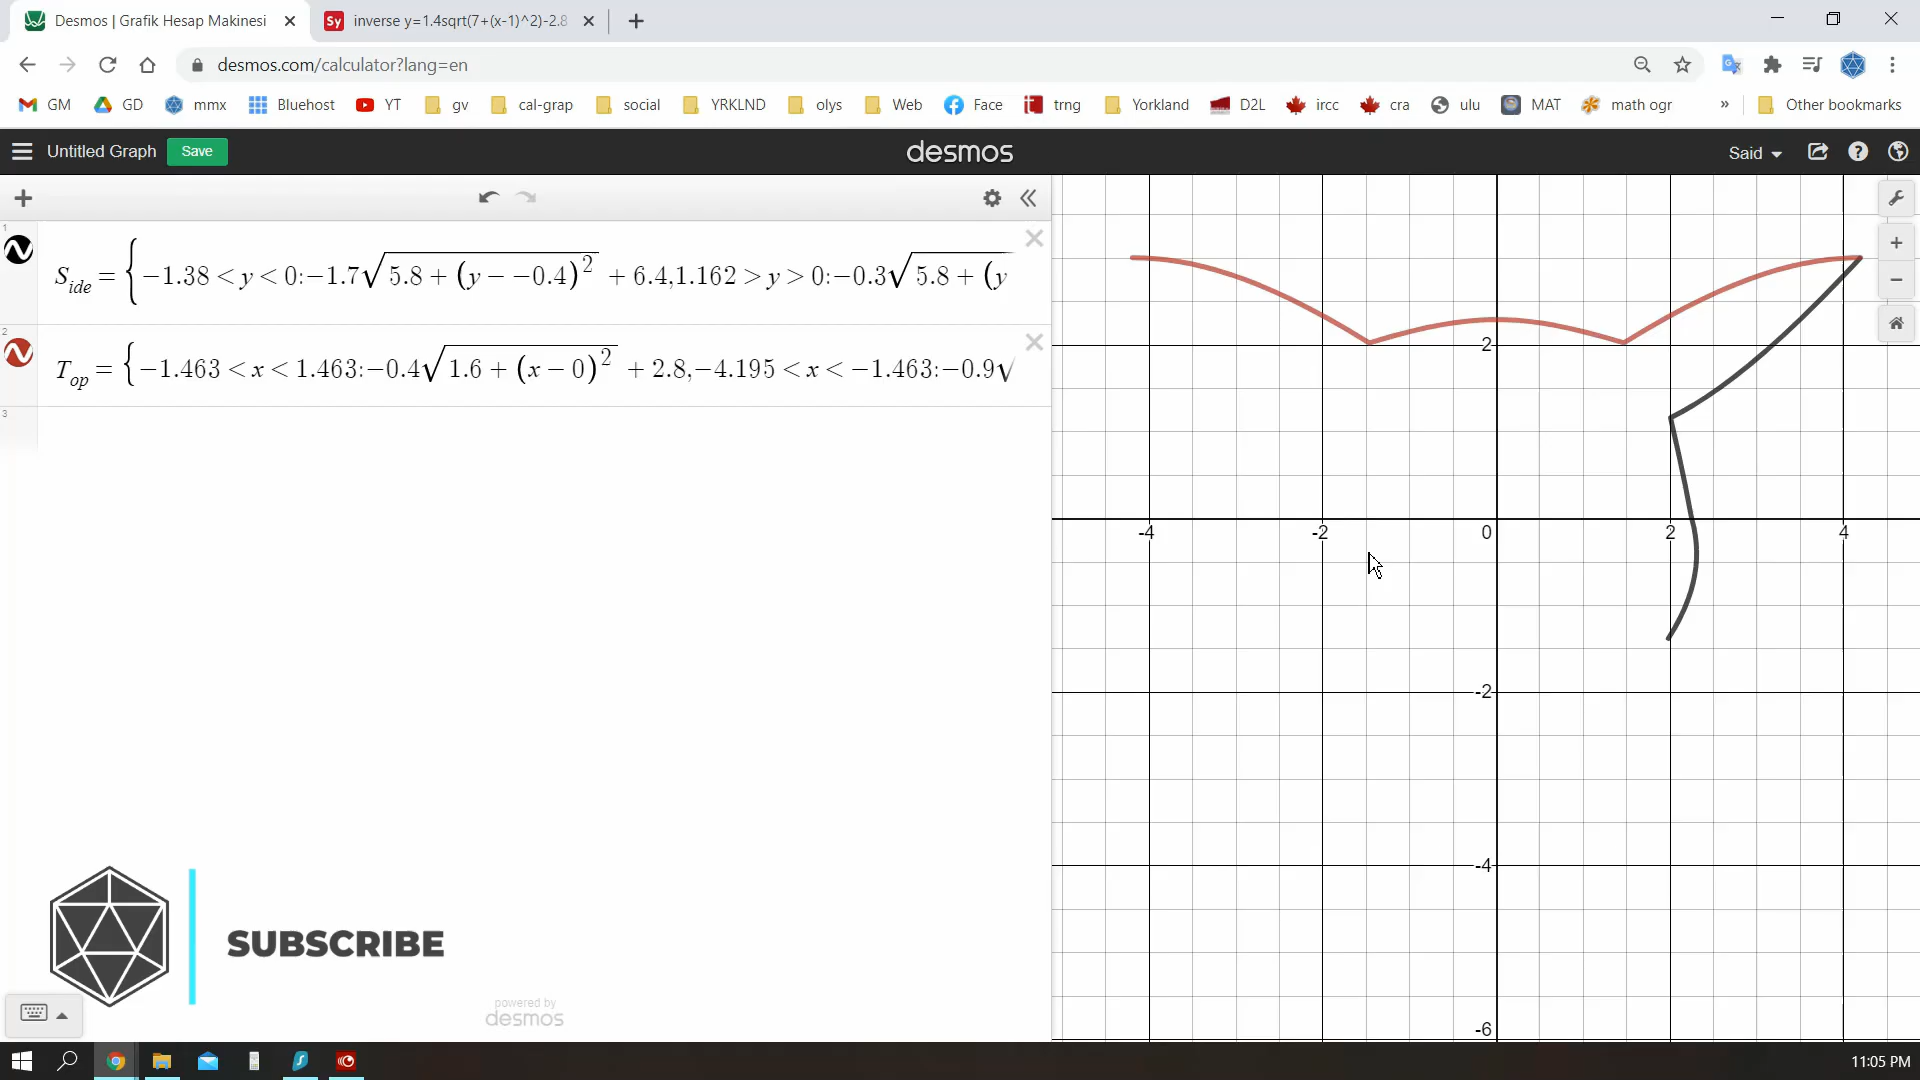 Desmos | Grafik Hesap Makinesi
Sy inverse y=1.4sqrt(7+(x-1)^2)-2.8
desmos.com/calculator?lang=en
GM GD mmx Bluehost YT gv cal-grap social YRKLND olys Web Face trng Yorkland D2L ircc cra ulu MAT math ogr » Other bookmarks
Untitled Graph Save desmos Said
1
S_ide = { −1.38 < y < 0:−1.7√(5.8 + (y − −0.4)^2) + 6.4,1.162 > y > 0:−0.3√(5.8 + (y
2
T_op = { −1.463 < x < 1.463:−0.4√(1.6 + (x − 0)^2) + 2.8,−4.195 < x < −1.463:−0.9√
3
2
-4 -2 0 2 4
-2
-4
-6
SUBSCRIBE
powered by
desmos
11:05 PM